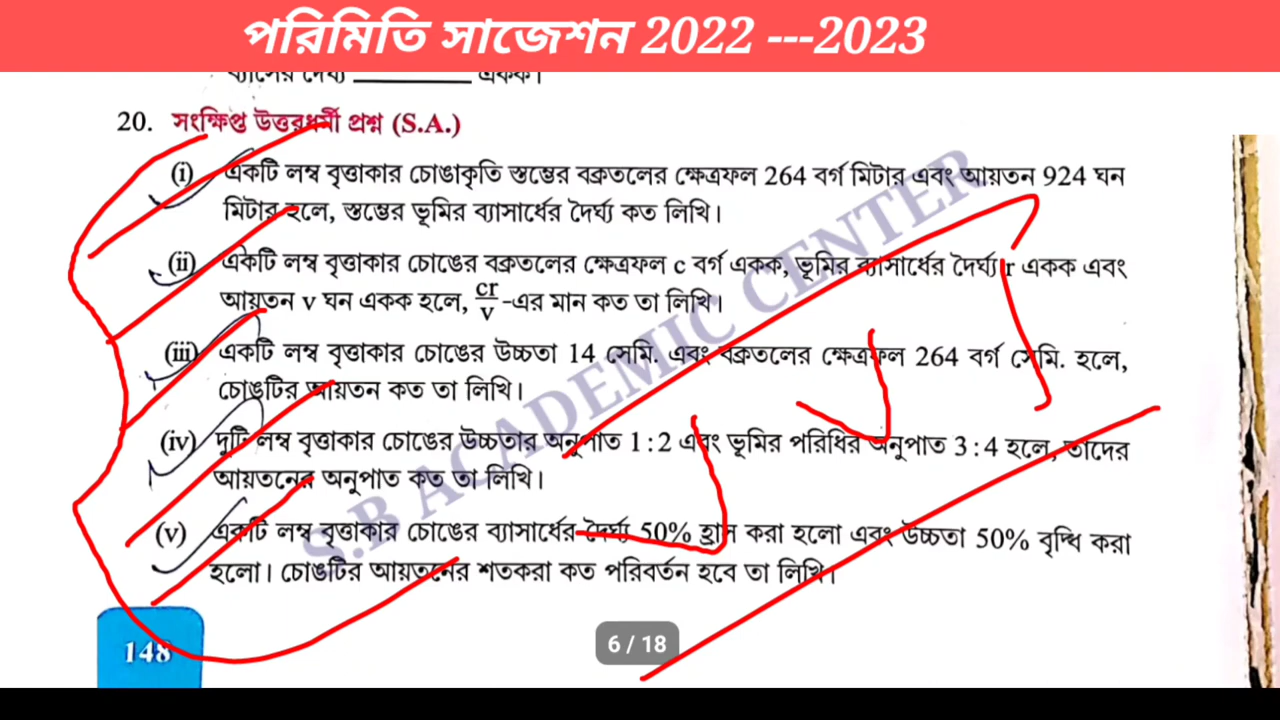 পরিমিতি সাজেশন 2022 ---2023
ব্যাসের দৈর্ঘ্য __________ একক।
20. সংক্ষিপ্ত উত্তরধর্মী প্রশ্ন (S.A.)
(i) একটি লম্ব বৃত্তাকার চোঙাকৃতি স্তম্ভের বক্রতলের ক্ষেত্রফল 264 বর্গ মিটার এবং আয়তন 924 ঘন
মিটার হলে, স্তম্ভের ভূমির ব্যাসার্ধের দৈর্ঘ্য কত লিখি।
(ii) একটি লম্ব বৃত্তাকার চোঙের বক্রতলের ক্ষেত্রফল c বর্গ একক, ভূমির ব্যাসার্ধের দৈর্ঘ্য r একক এবং
আয়তন v ঘন একক হলে, cr/v -এর মান কত তা লিখি।
(iii) একটি লম্ব বৃত্তাকার চোঙের উচ্চতা 14 সেমি. এবং বক্রতলের ক্ষেত্রফল 264 বর্গ সেমি. হলে,
চোঙটির আয়তন কত তা লিখি।
(iv) দুটি লম্ব বৃত্তাকার চোঙের উচ্চতার অনুপাত 1:2 এবং ভূমির পরিধির অনুপাত 3:4 হলে, তাদের
আয়তনের অনুপাত কত তা লিখি।
(v) একটি লম্ব বৃত্তাকার চোঙের ব্যাসার্ধের দৈর্ঘ্য 50% হ্রাস করা হলো এবং উচ্চতা 50% বৃদ্ধি করা
হলো। চোঙটির আয়তনের শতকরা কত পরিবর্তন হবে তা লিখি।
S.B ACADEMIC CENTER
148
6 / 18